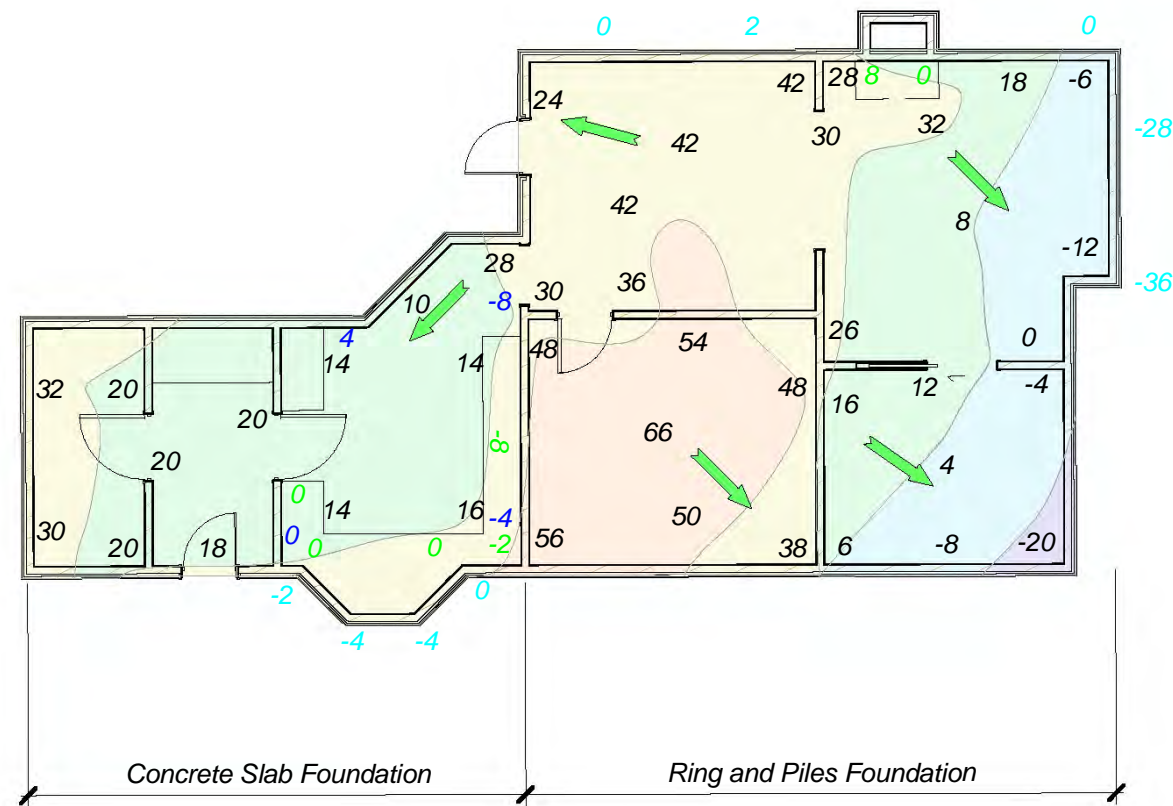 0 2 0
-28
-36
24 42 28 8 0 18 -6
42 30 32
42 8 -12
28 30 36
10 -8
4 14 14 48 54 48 26 0
32 20 20 12 -4
16
20 -8 66 4
30 20 18 0 14 16 -4 50
0 0 0 -2 56 38 6 -8 -20
-2 0
-4 -4
Concrete Slab Foundation
Ring and Piles Foundation